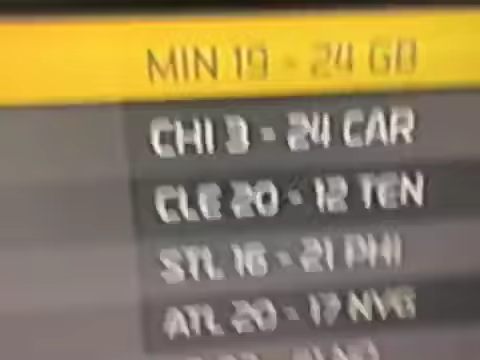 MIN 19 - 24 GB
CHI 3 - 24 CAR
CLE 20 - 12 TEN
STL 16 - 21 PHI
ATL 20 - 17 NYG